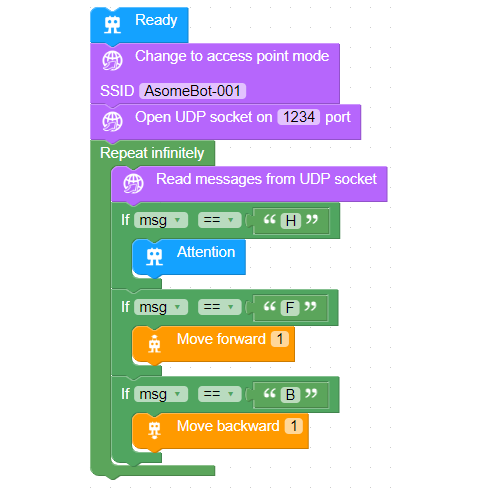 Ready
Change to access point mode
SSID AsomeBot-001
Open UDP socket on 1234 port
Repeat infinitely
Read messages from UDP socket
If msg == “ H ”
Attention
If msg == “ F ”
Move forward 1
If msg == “ B ”
Move backward 1